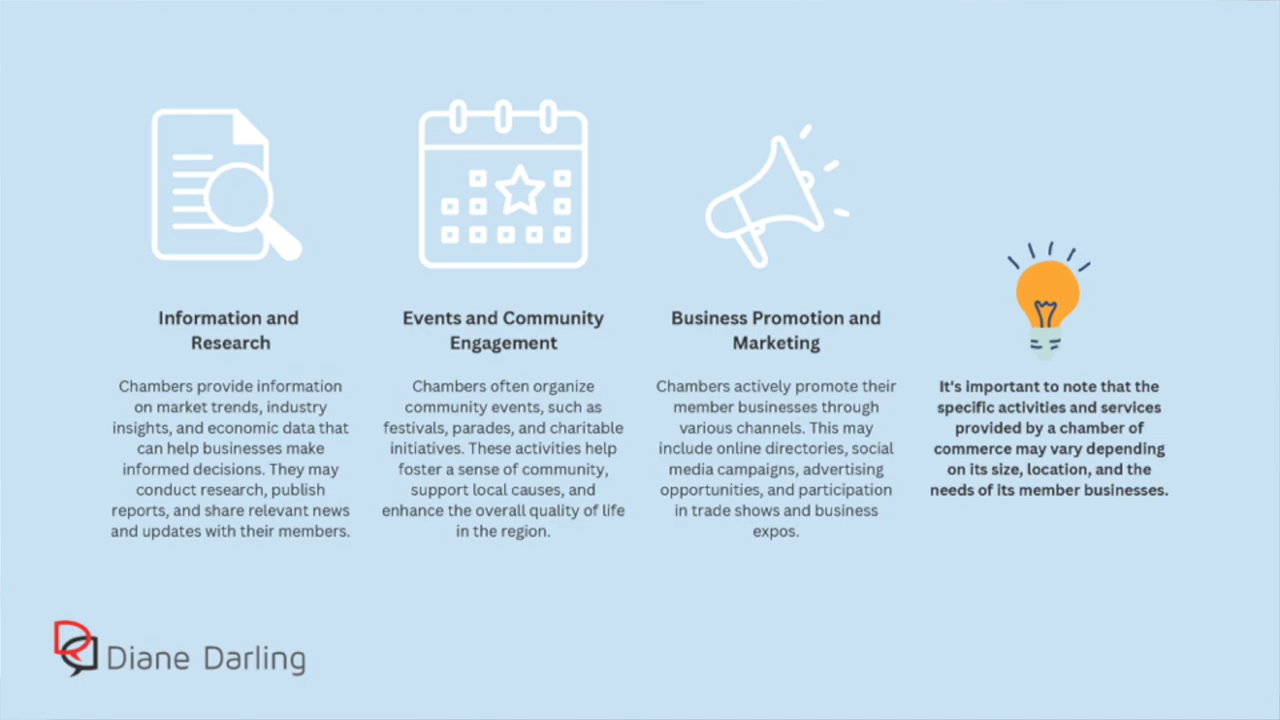 Information and
Research
Chambers provide information
on market trends, industry
insights, and economic data that
can help businesses make
informed decisions. They may
conduct research, publish
reports, and share relevant news
and updates with their members.
Events and Community
Engagement
Chambers often organize
community events, such as
festivals, parades, and charitable
initiatives. These activities help
foster a sense of community,
support local causes, and
enhance the overall quality of life
in the region.
Business Promotion and
Marketing
Chambers actively promote their
member businesses through
various channels. This may
include online directories, social
media campaigns, advertising
opportunities, and participation
in trade shows and business
expos.
It's important to note that the
specific activities and services
provided by a chamber of
commerce may vary depending
on its size, location, and the
needs of its member businesses.
Diane Darling